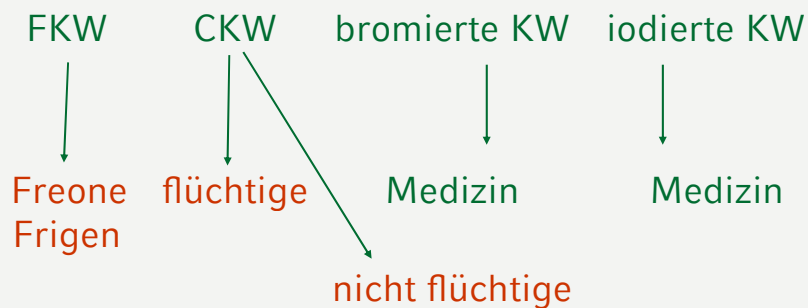 FKW CKW bromierte KW iodierte KW
Freone flüchtige Medizin Medizin
Frigen
nicht flüchtige